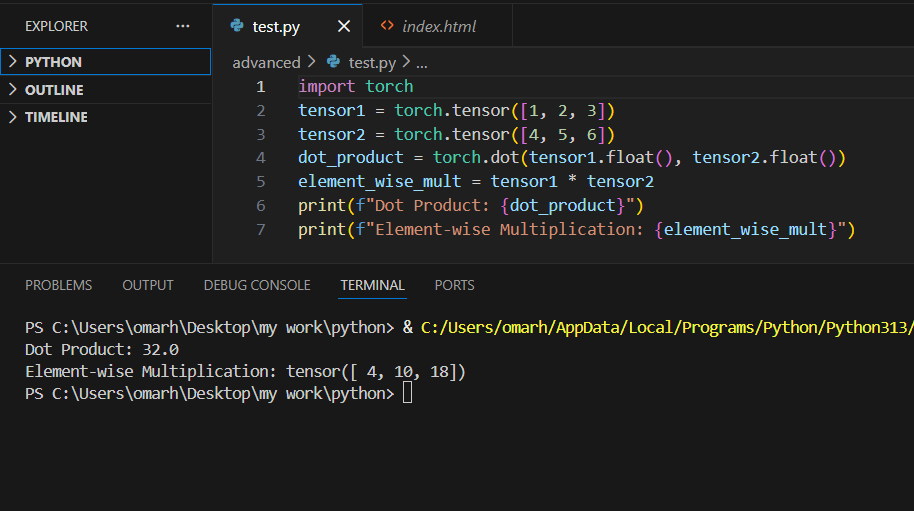 EXPLORER ...
PYTHON
OUTLINE
TIMELINE
test.py index.html
advanced > test.py > ...
1 import torch
2 tensor1 = torch.tensor([1, 2, 3])
3 tensor2 = torch.tensor([4, 5, 6])
4 dot_product = torch.dot(tensor1.float(), tensor2.float())
5 element_wise_mult = tensor1 * tensor2
6 print(f"Dot Product: {dot_product}")
7 print(f"Element-wise Multiplication: {element_wise_mult}")
PROBLEMS OUTPUT DEBUG CONSOLE TERMINAL PORTS
PS C:\Users\omarh\Desktop\my work\python> & C:/Users/omarh/AppData/Local/Programs/Python/Python313/
Dot Product: 32.0
Element-wise Multiplication: tensor([ 4, 10, 18])
PS C:\Users\omarh\Desktop\my work\python>